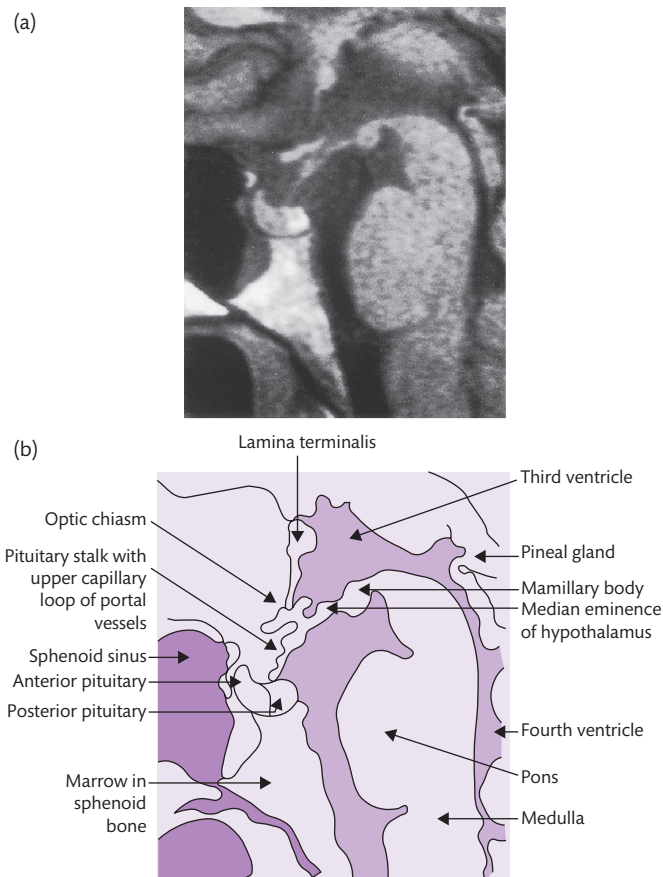 (a)
(b)
Lamina terminalis
Optic chiasm
Pituitary stalk with
upper capillary
loop of portal
vessels
Sphenoid sinus
Anterior pituitary
Posterior pituitary
Marrow in
sphenoid
bone
Third ventricle
Pineal gland
Mamillary body
Median eminence
of hypothalamus
Fourth ventricle
Pons
Medulla